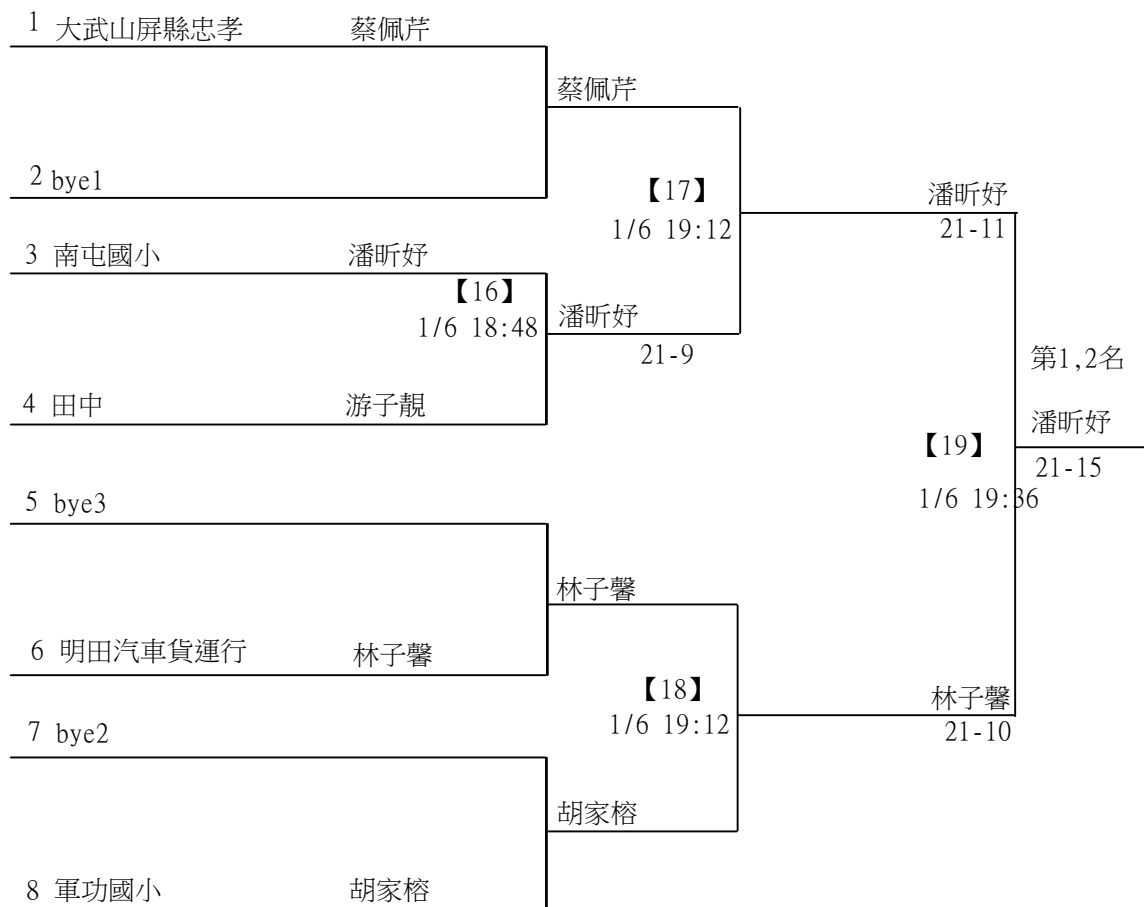 1 大武山屏縣忠孝 蔡佩芹
蔡佩芹
2 bye1
【17】
1/6 19:12
潘昕妤
21-11
3 南屯國小 潘昕妤
【16】
1/6 18:48
潘昕妤
21-9
第1,2名
4 田中 游子靚
潘昕妤
【19】
21-15
1/6 19:36
5 bye3
林子馨
6 明田汽車貨運行 林子馨
【18】
1/6 19:12
林子馨
21-10
7 bye2
胡家榕
8 軍功國小 胡家榕